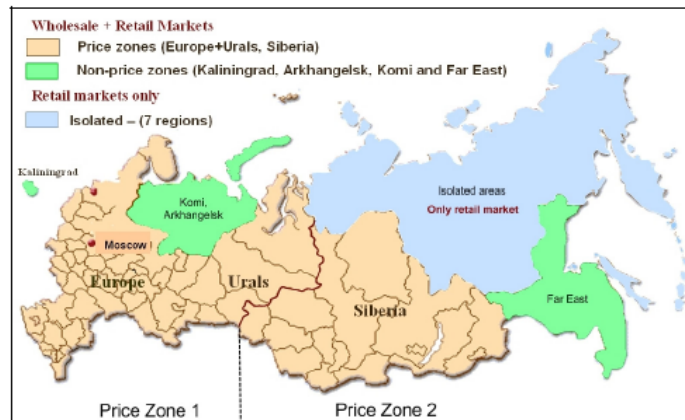 Wholesale + Retail Markets
Price zones (Europe+Urals, Siberia)
Non-price zones (Kaliningrad, Arkhangelsk, Komi and Far East)
Retail markets only
Isolated – (7 regions)
Kaliningrad
Komi,
Arkhangelsk
Isolated areas
Only retail market
Moscow
Europe
Urals
Siberia
Far East
Price Zone 1
Price Zone 2